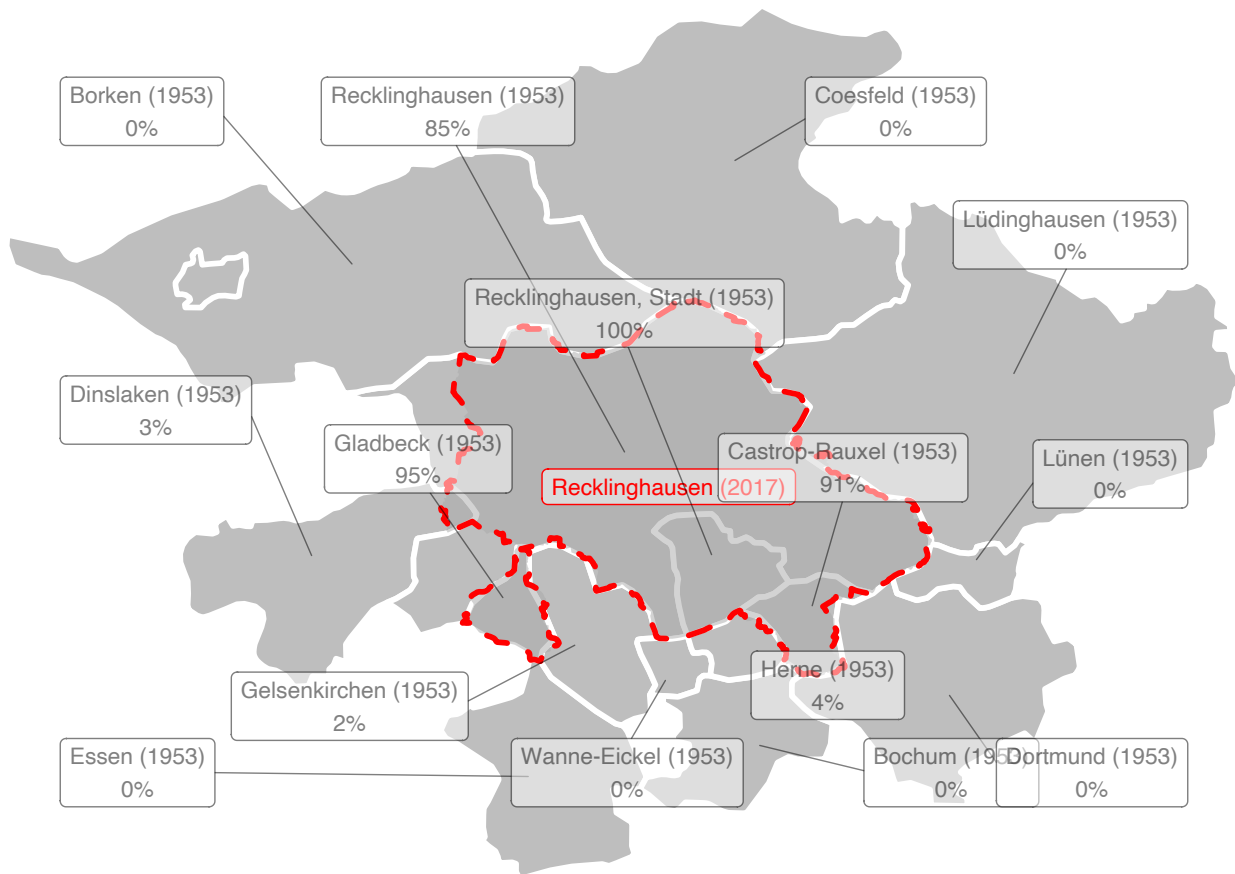 Borken (1953)
0%
Recklinghausen (1953)
85%
Coesfeld (1953)
0%
Lüdinghausen (1953)
0%
Recklinghausen, Stadt (1953)
100%
Dinslaken (1953)
3%
Gladbeck (1953)
95%
Castrop-Rauxel (1953)
91%
Lünen (1953)
0%
Recklinghausen (2017)
Gelsenkirchen (1953)
2%
Herne (1953)
4%
Essen (1953)
0%
Wanne-Eickel (1953)
0%
Bochum (1953)
0%
Dortmund (1953)
0%